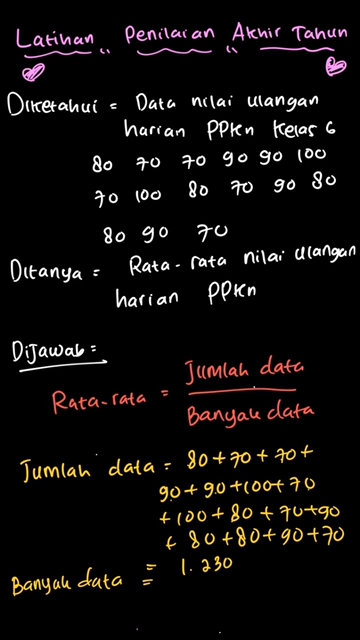 Latihan „ Penilaian „ Akhir Tahun
Diketahui = Data nilai ulangan
harian PPKn Kelas 6
80 70 70 90 90 100
70 100 80 70 90 80
80 90 70
Ditanya = Rata-rata nilai ulangan
harian PPKn
Dijawab =
Rata-rata = Jumlah data
Banyak data
Jumlah data = 80+70+70+
90+90+100+70
+100+80+70+90
+80+80+90+70
= 1.230
Banyak data =